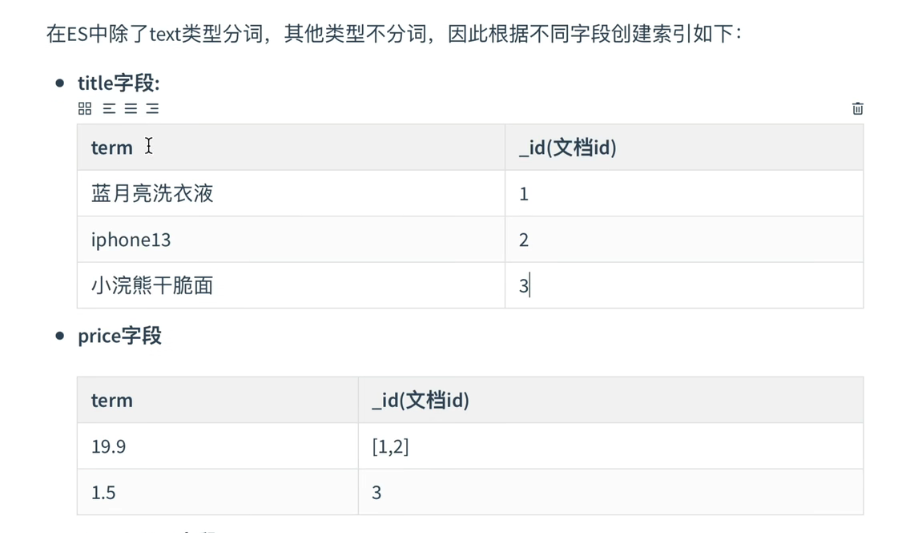 在ES中除了text类型分词，其他类型不分词，因此根据不同字段创建索引如下：
title字段:
term _id(文档id)
蓝月亮洗衣液 1
iphone13 2
小浣熊干脆面 3
price字段
term _id(文档id)
19.9 [1,2]
1.5 3